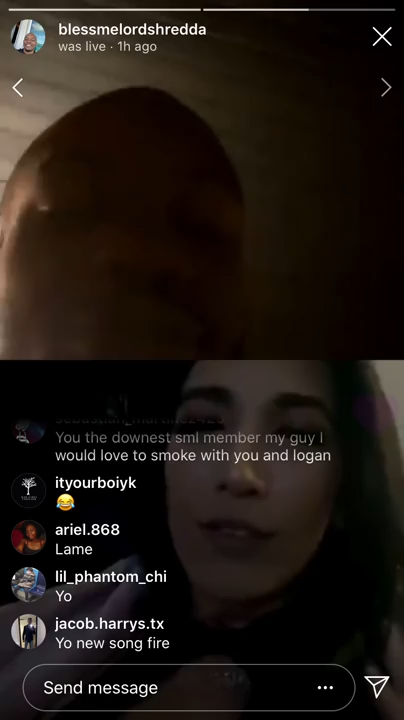 blessmelordshredda
was live · 1h ago
You the downest sml member my guy I
would love to smoke with you and logan
ityourboiyk
😂
ariel.868
Lame
lil_phantom_chi
Yo
jacob.harrys.tx
Yo new song fire
Send message